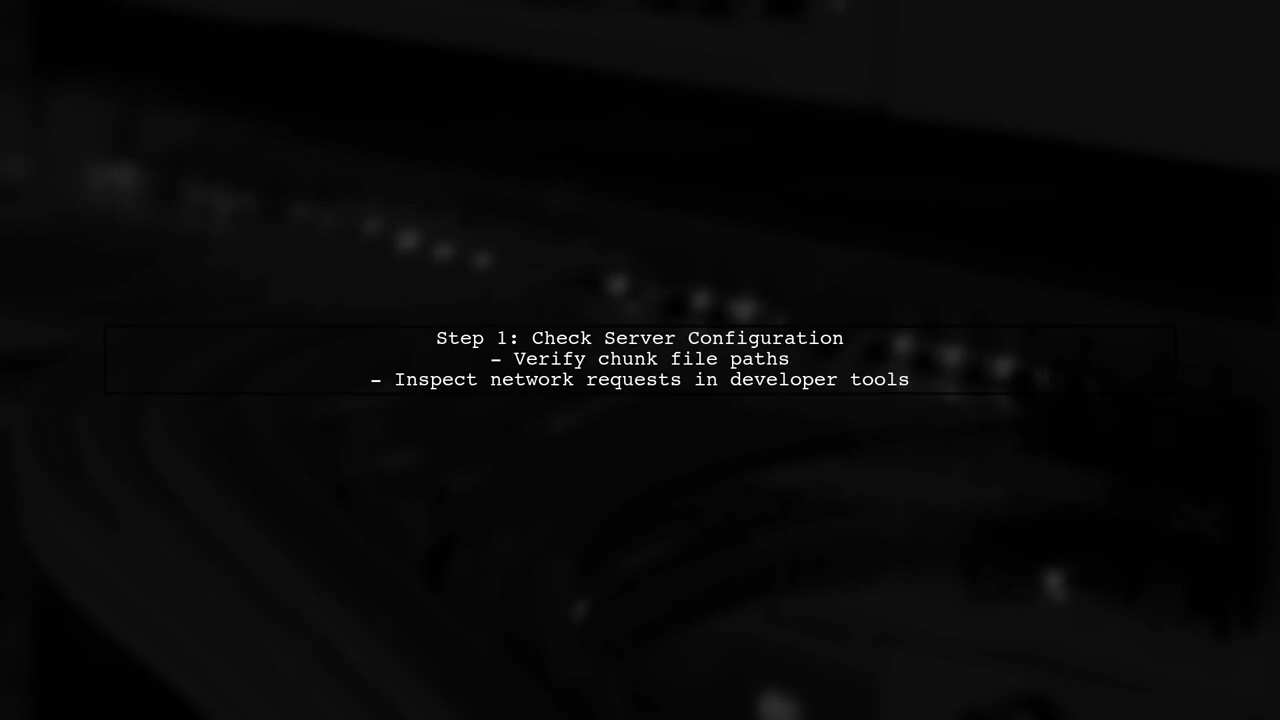 Step 1: Check Server Configuration
- Verify chunk file paths
- Inspect network requests in developer tools